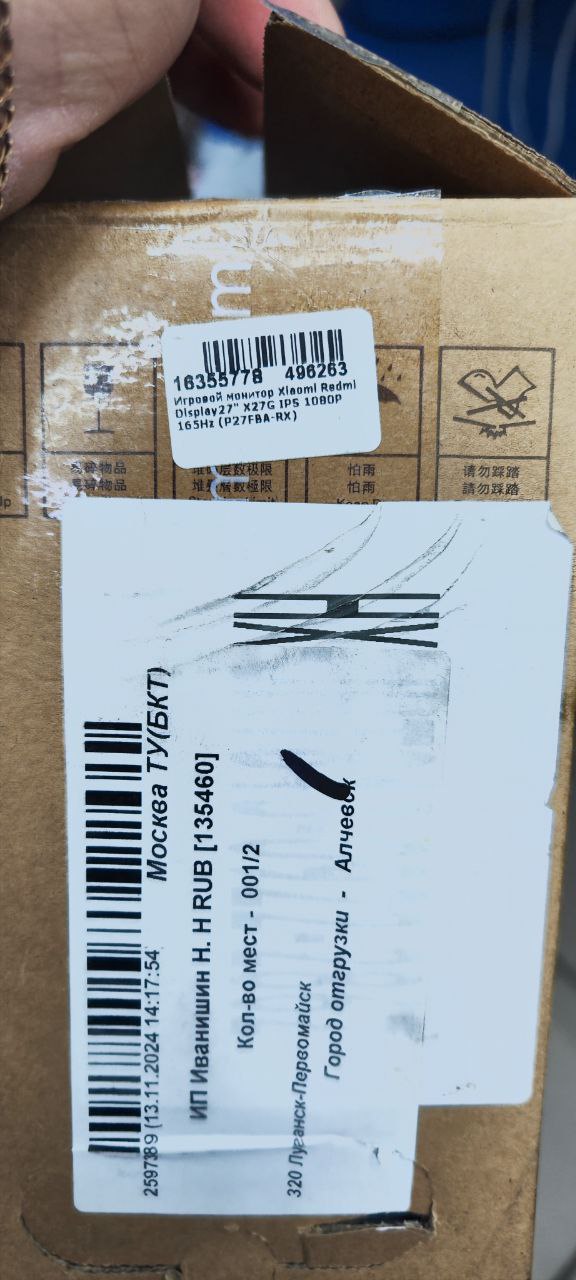 16355778 496263
Игровой монитор Xiaomi Redmi
Display27" X27G IPS 1080P
165Hz (P27FBA-RX)
易碎物品
易碎物品
堆码层数极限
堆碼層數極限
怕雨
怕雨
请勿踩踏
請勿踩踏
2597389 (13.11.2024 14:17:54
Москва ТУ(БКТ)
ИП Иванишин Н. Н RUB [135460]
Кол-во мест - 001/2
320 Луганск-Первомайск
Город отгрузки - Алчевск